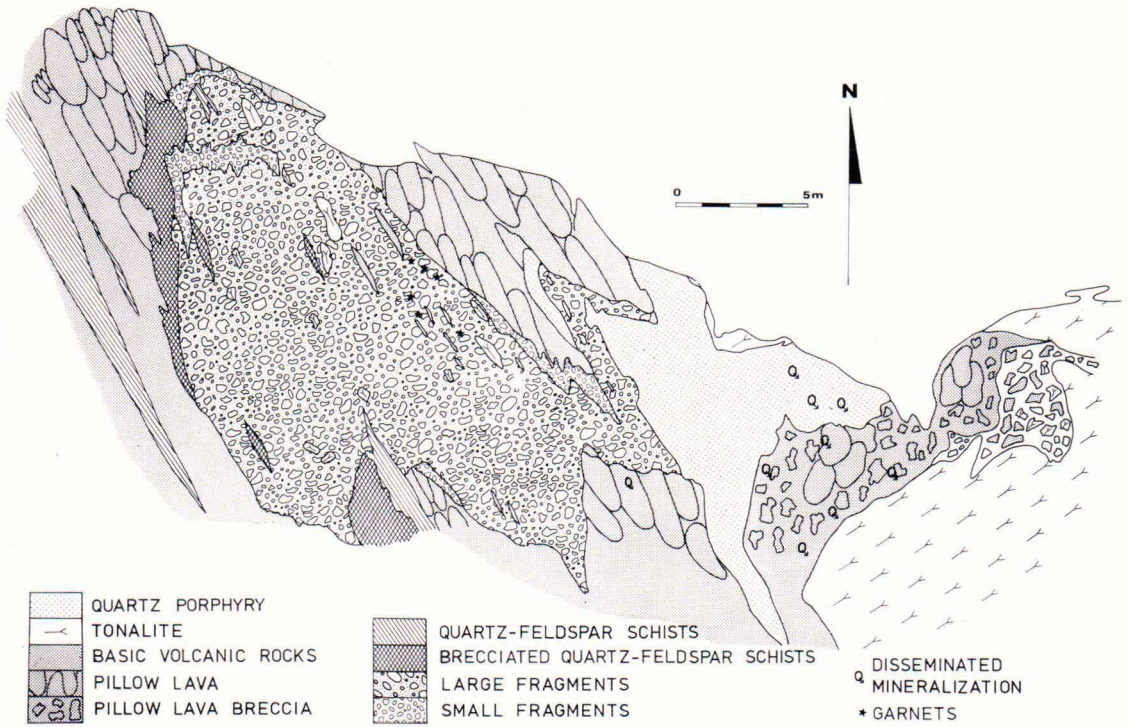 N
0 5m
QUARTZ PORPHYRY
TONALITE
BASIC VOLCANIC ROCKS
PILLOW LAVA
PILLOW LAVA BRECCIA
QUARTZ-FELDSPAR SCHISTS
BRECCIATED QUARTZ-FELDSPAR SCHISTS
LARGE FRAGMENTS
SMALL FRAGMENTS
DISSEMINATED
MINERALIZATION
GARNETS